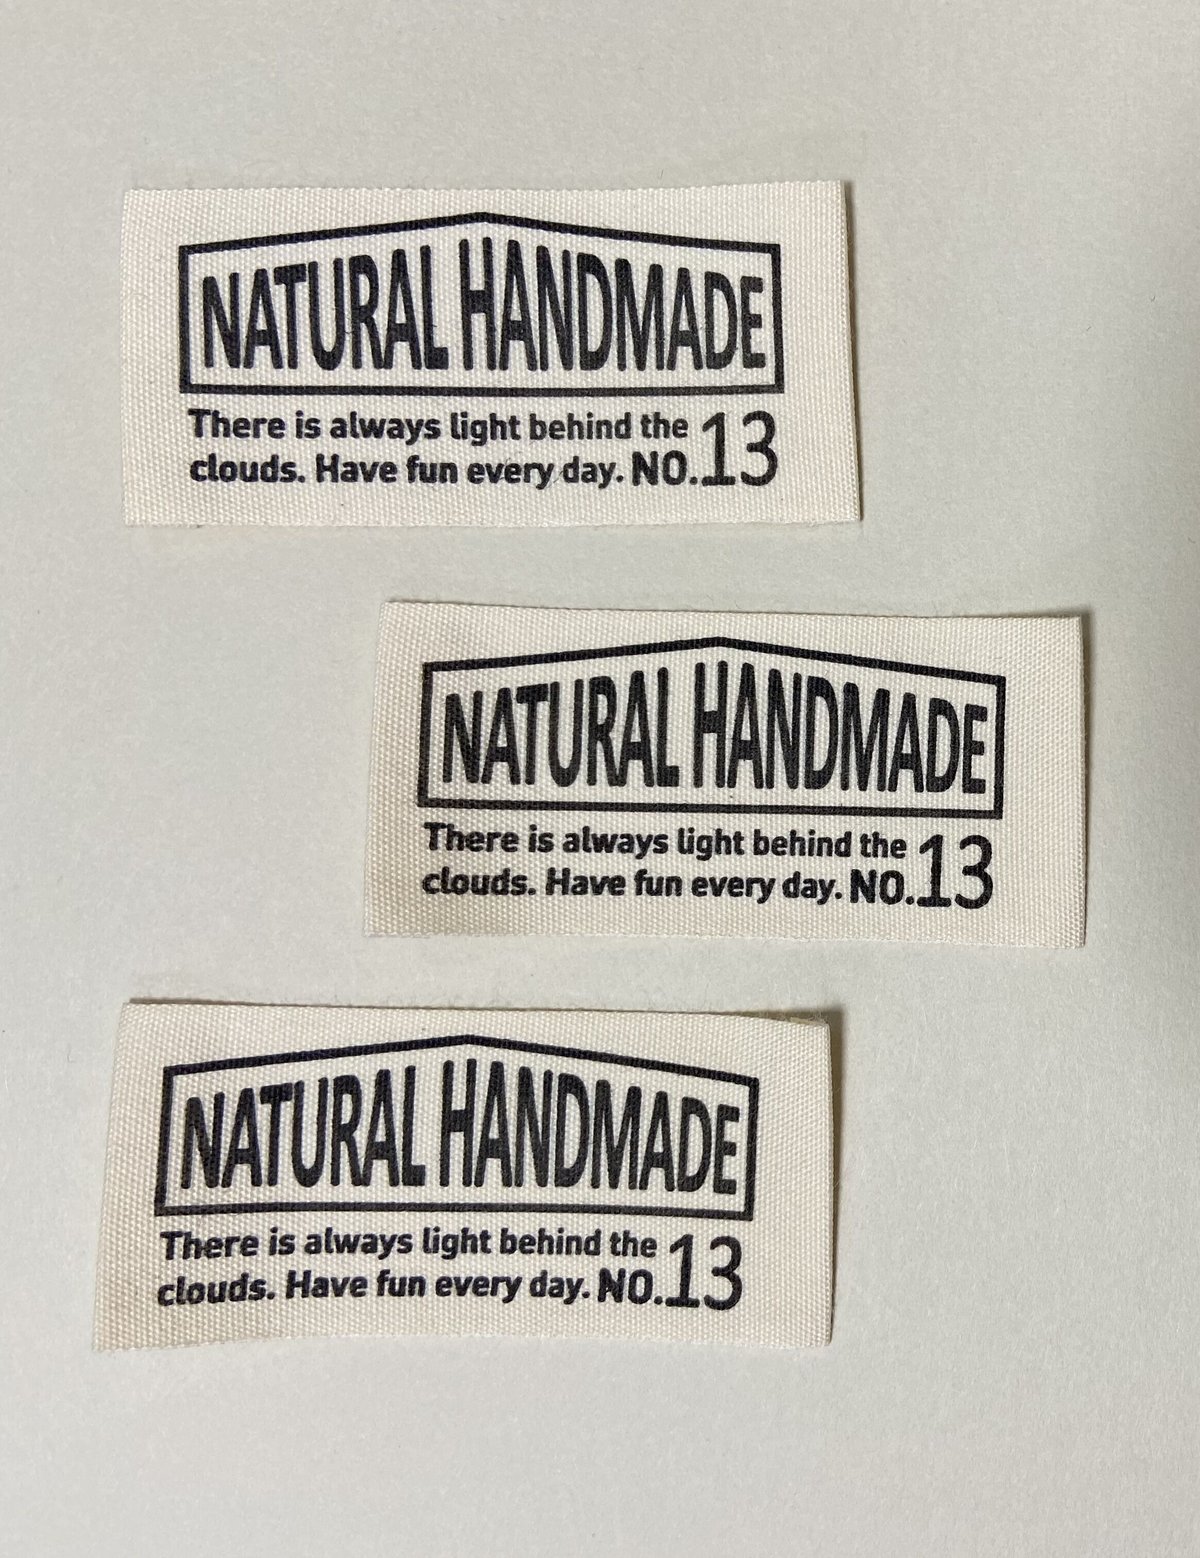 NATURAL HANDMADE
There is always light behind the
clouds. Have fun every day. NO.13
NATURAL HANDMADE
There is always light behind the
clouds. Have fun every day. NO.13
NATURAL HANDMADE
There is always light behind the
clouds. Have fun every day. NO.13